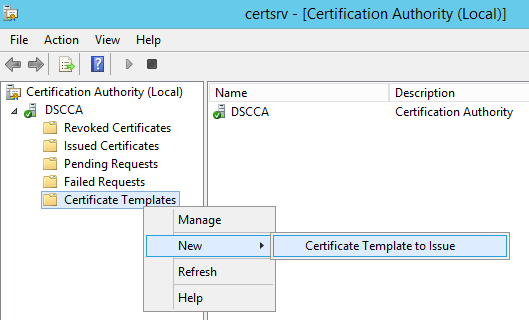 certsrv - [Certification Authority (Local)]
File Action View Help
Certification Authority (Local)
DSCCA
Revoked Certificates
Issued Certificates
Pending Requests
Failed Requests
Certificate Templates
Name Description
DSCCA Certification Authority
Manage
New
Certificate Template to Issue
Refresh
Help